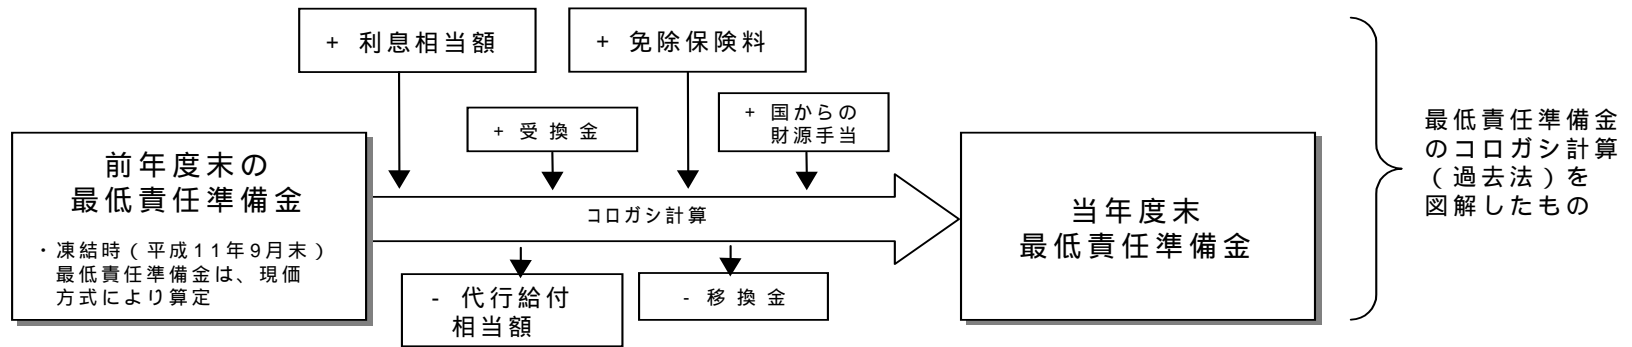 + 利息相当額
+ 免除保険料
+ 受換金
+ 国からの
財源手当
前年度末の
最低責任準備金
・凍結時(平成11年9月末)
最低責任準備金は、現価
方式により算定
コロガシ計算
- 代行給付
相当額
- 移換金
当年度末
最低責任準備金
最低責任準備金
のコロガシ計算
(過去法)を
図解したもの